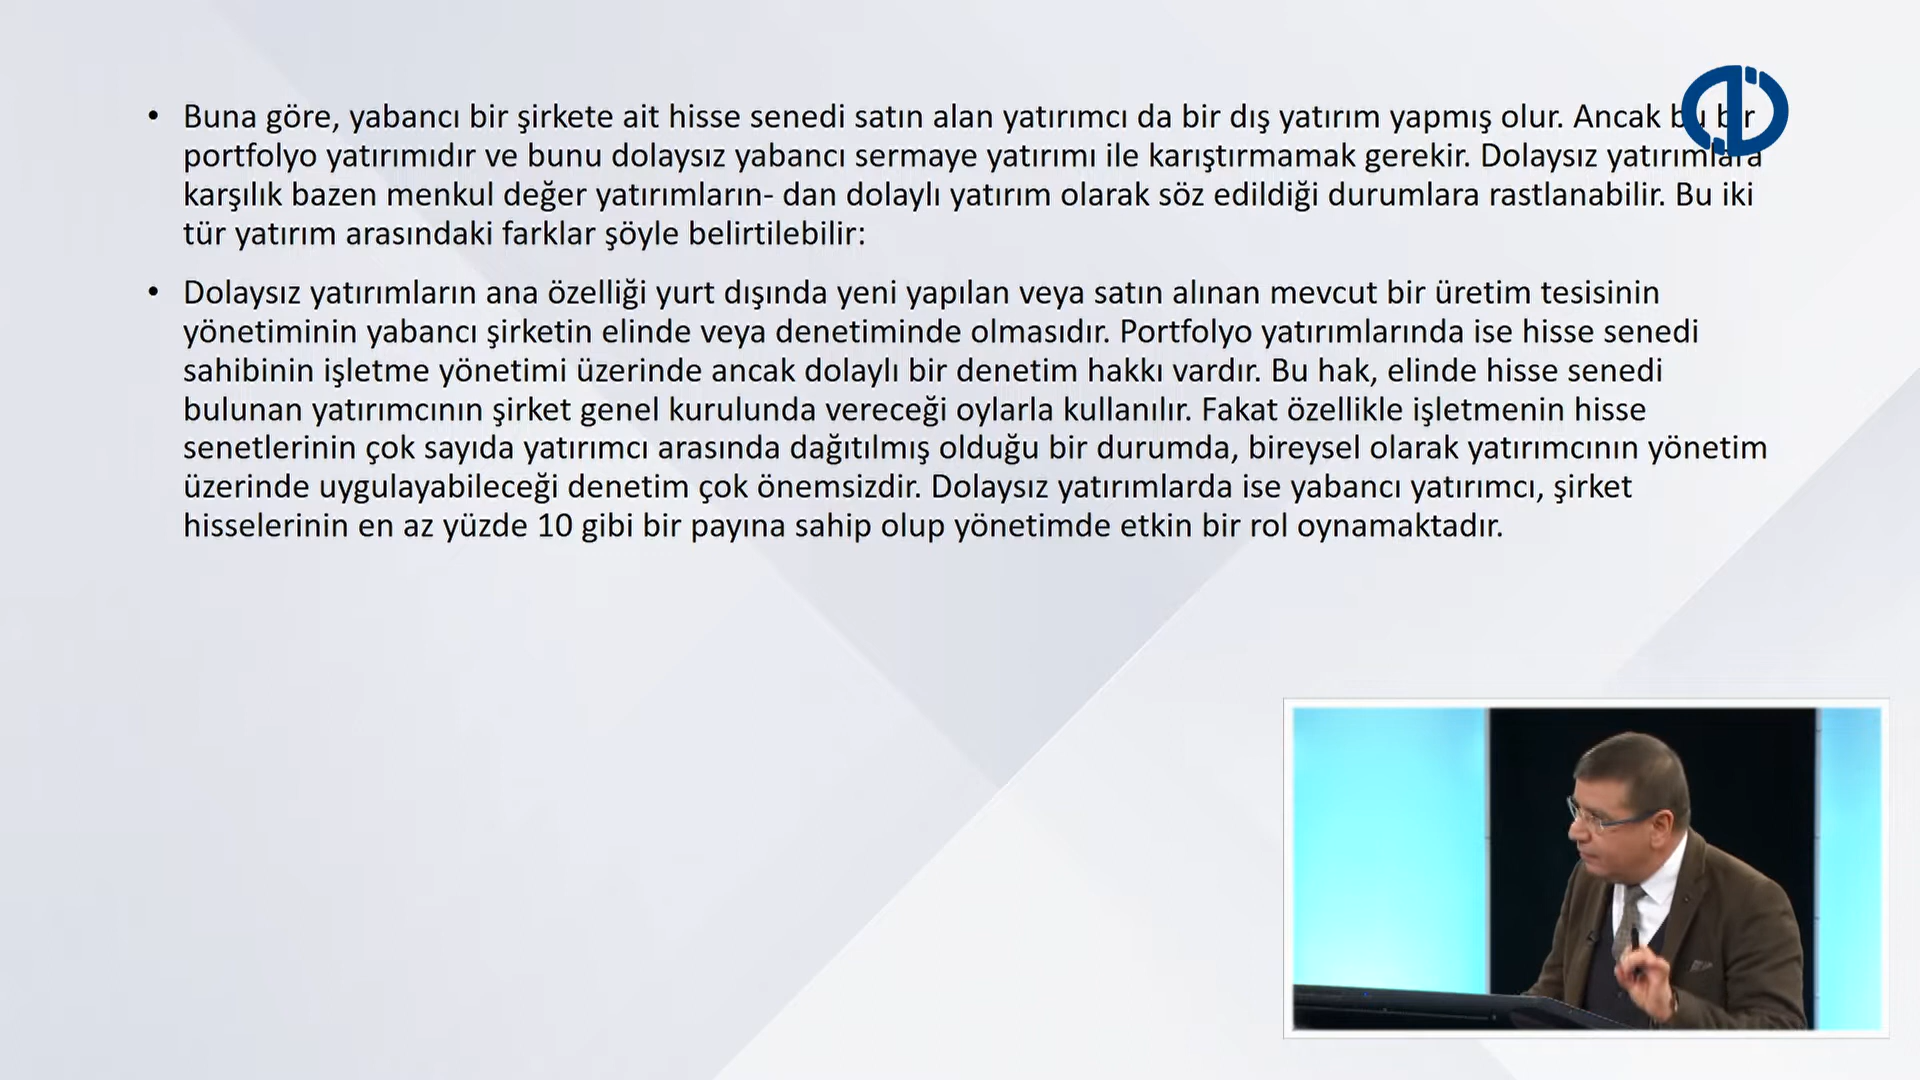 • Buna göre, yabancı bir şirkete ait hisse senedi satın alan yatırımcı da bir dış yatırım yapmış olur. Ancak bu bir
portfolyo yatırımıdır ve bunu dolaysız yabancı sermaye yatırımı ile karıştırmamak gerekir. Dolaysız yatırımlara
karşılık bazen menkul değer yatırımların- dan dolaylı yatırım olarak söz edildiği durumlara rastlanabilir. Bu iki
tür yatırım arasındaki farklar şöyle belirtilebilir:
• Dolaysız yatırımların ana özelliği yurt dışında yeni yapılan veya satın alınan mevcut bir üretim tesisinin
yönetiminin yabancı şirketin elinde veya denetiminde olmasıdır. Portfolyo yatırımlarında ise hisse senedi
sahibinin işletme yönetimi üzerinde ancak dolaylı bir denetim hakkı vardır. Bu hak, elinde hisse senedi
bulunan yatırımcının şirket genel kurulunda vereceği oylarla kullanılır. Fakat özellikle işletmenin hisse
senetlerinin çok sayıda yatırımcı arasında dağıtılmış olduğu bir durumda, bireysel olarak yatırımcının yönetim
üzerinde uygulayabileceği denetim çok önemsizdir. Dolaysız yatırımlarda ise yabancı yatırımcı, şirket
hisselerinin en az yüzde 10 gibi bir payına sahip olup yönetimde etkin bir rol oynamaktadır.